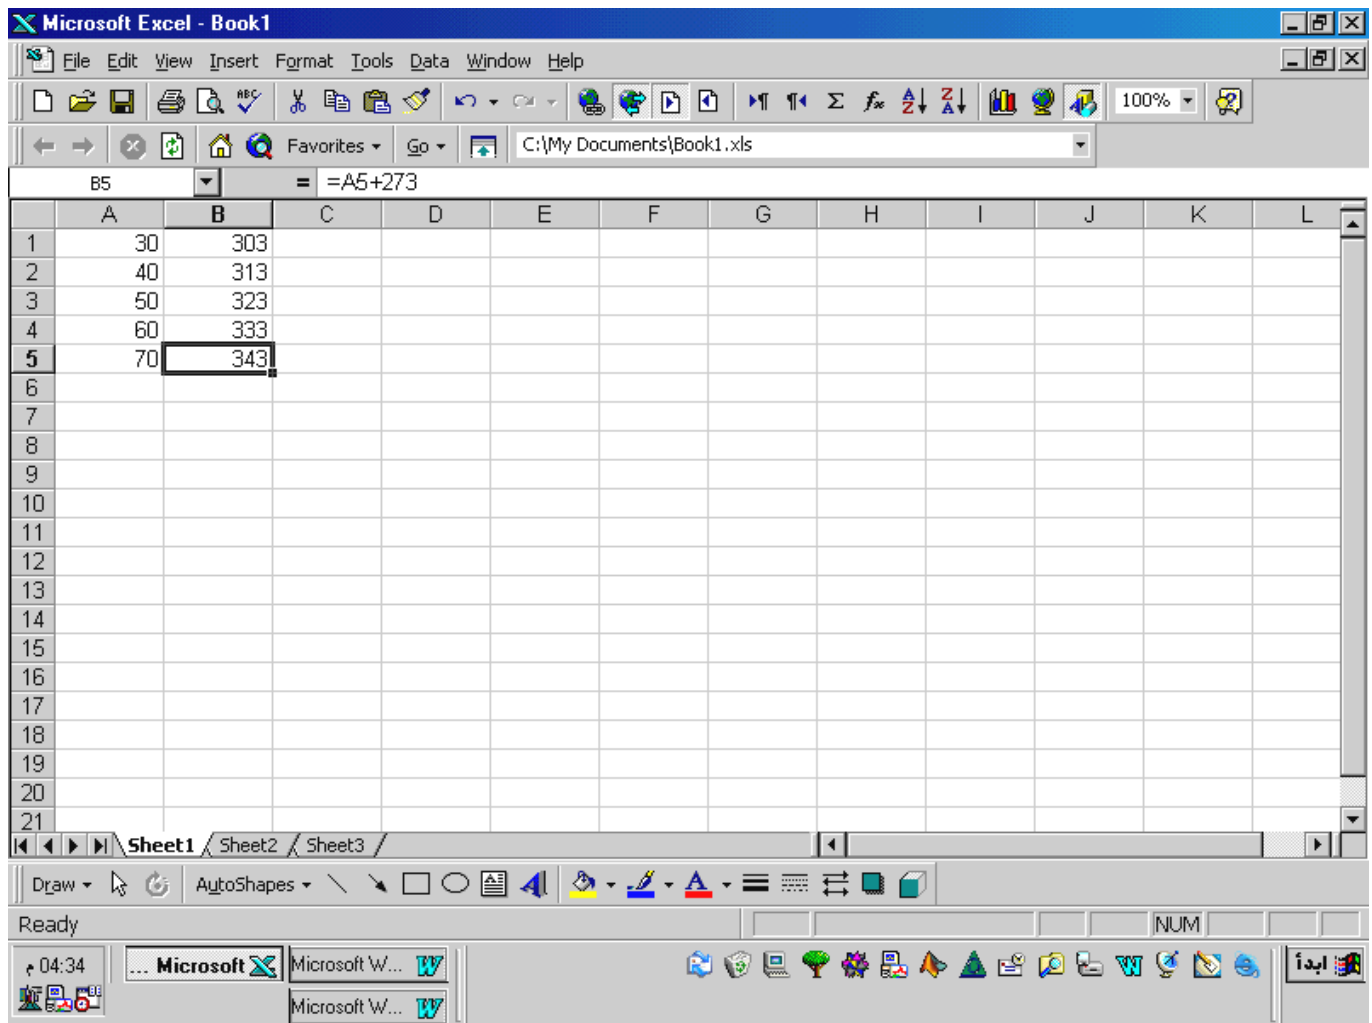 Microsoft Excel - Book1
File Edit View Insert Format Tools Data Window Help
100%
Favorites Go C:\My Documents\Book1.xls
B5 = =A5+273
A B C D E F G H I J K L
1 30 303
2 40 313
3 50 323
4 60 333
5 70 343
6
7
8
9
10
11
12
13
14
15
16
17
18
19
20
21
Sheet1 Sheet2 Sheet3
Draw AutoShapes
Ready NUM
04:34 م ... Microsoft Microsoft W... ابدأ
Microsoft W...